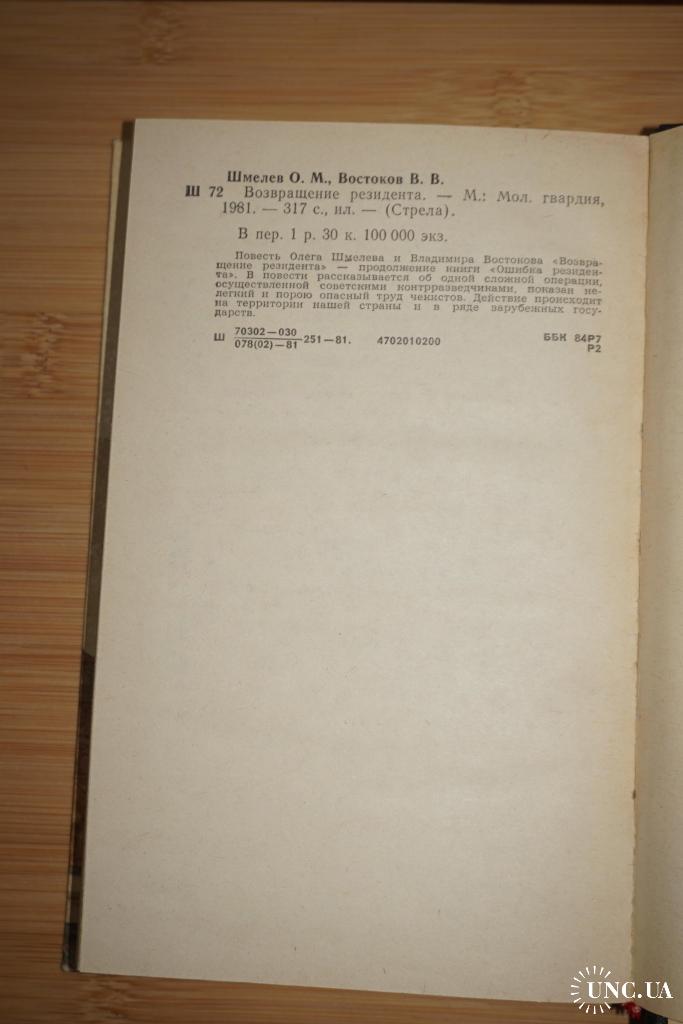 Шмелев О. М., Востоков В. В.
Ш 72 Возвращение резидента. — М.: Мол. гвардия,
1981. — 317 с., ил. — (Стрела).
В пер. 1 р. 30 к. 100 000 экз.
Повесть Олега Шмелева и Владимира Востокова «Возвра-
щение резидента» — продолжение книги «Ошибка резиден-
та». В повести рассказывается об одной сложной операции,
осуществленной советскими контрразведчиками, показан не-
легкий и порою опасный труд чекистов. Действие происходит
на территории нашей страны и в ряде зарубежных госу-
дарств.
Ш 70302—030
078(02)—81 251—81. 4702010200 ББК 84Р7
Р2
UNC.UA